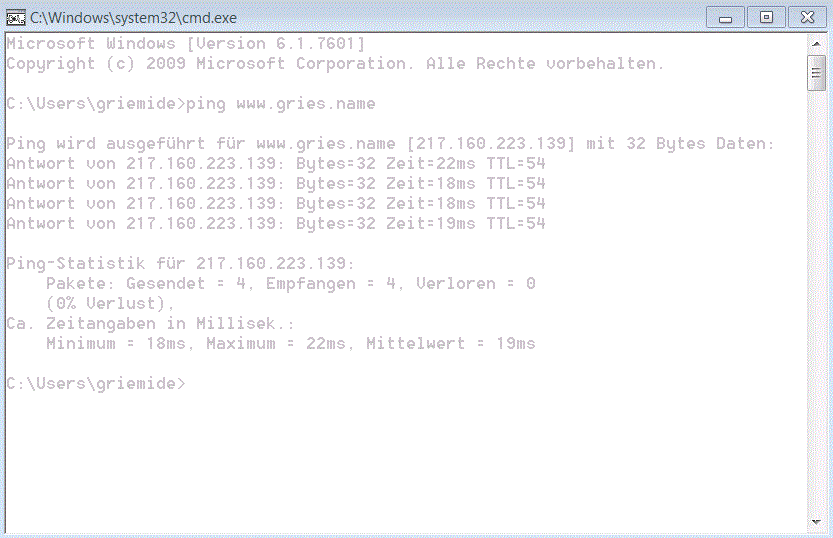 C:\Windows\system32\cmd.exe
Microsoft Windows [Version 6.1.7601]
Copyright (c) 2009 Microsoft Corporation. Alle Rechte vorbehalten.
C:\Users\griemide>ping www.gries.name
Ping wird ausgeführt für www.gries.name [217.160.223.139] mit 32 Bytes Daten:
Antwort von 217.160.223.139: Bytes=32 Zeit=22ms TTL=54
Antwort von 217.160.223.139: Bytes=32 Zeit=18ms TTL=54
Antwort von 217.160.223.139: Bytes=32 Zeit=18ms TTL=54
Antwort von 217.160.223.139: Bytes=32 Zeit=19ms TTL=54
Ping-Statistik für 217.160.223.139:
    Pakete: Gesendet = 4, Empfangen = 4, Verloren = 0
    (0% Verlust),
Ca. Zeitangaben in Millisek.:
    Minimum = 18ms, Maximum = 22ms, Mittelwert = 19ms
C:\Users\griemide>